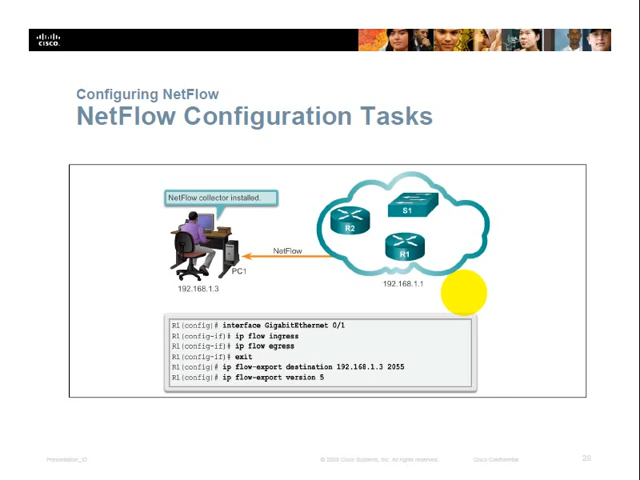 CISCO
Configuring NetFlow
NetFlow Configuration Tasks
NetFlow collector installed.
S1
R2
R1
NetFlow
PC1
192.168.1.3
192.168.1.1
R1(config)# interface GigabitEthernet 0/1
R1(config-if)# ip flow ingress
R1(config-if)# ip flow egress
R1(config-if)# exit
R1(config)# ip flow-export destination 192.168.1.3 2055
R1(config)# ip flow-export version 5
Presentation_ID
Cisco Systems, Inc. All rights reserved.
Cisco Confidential